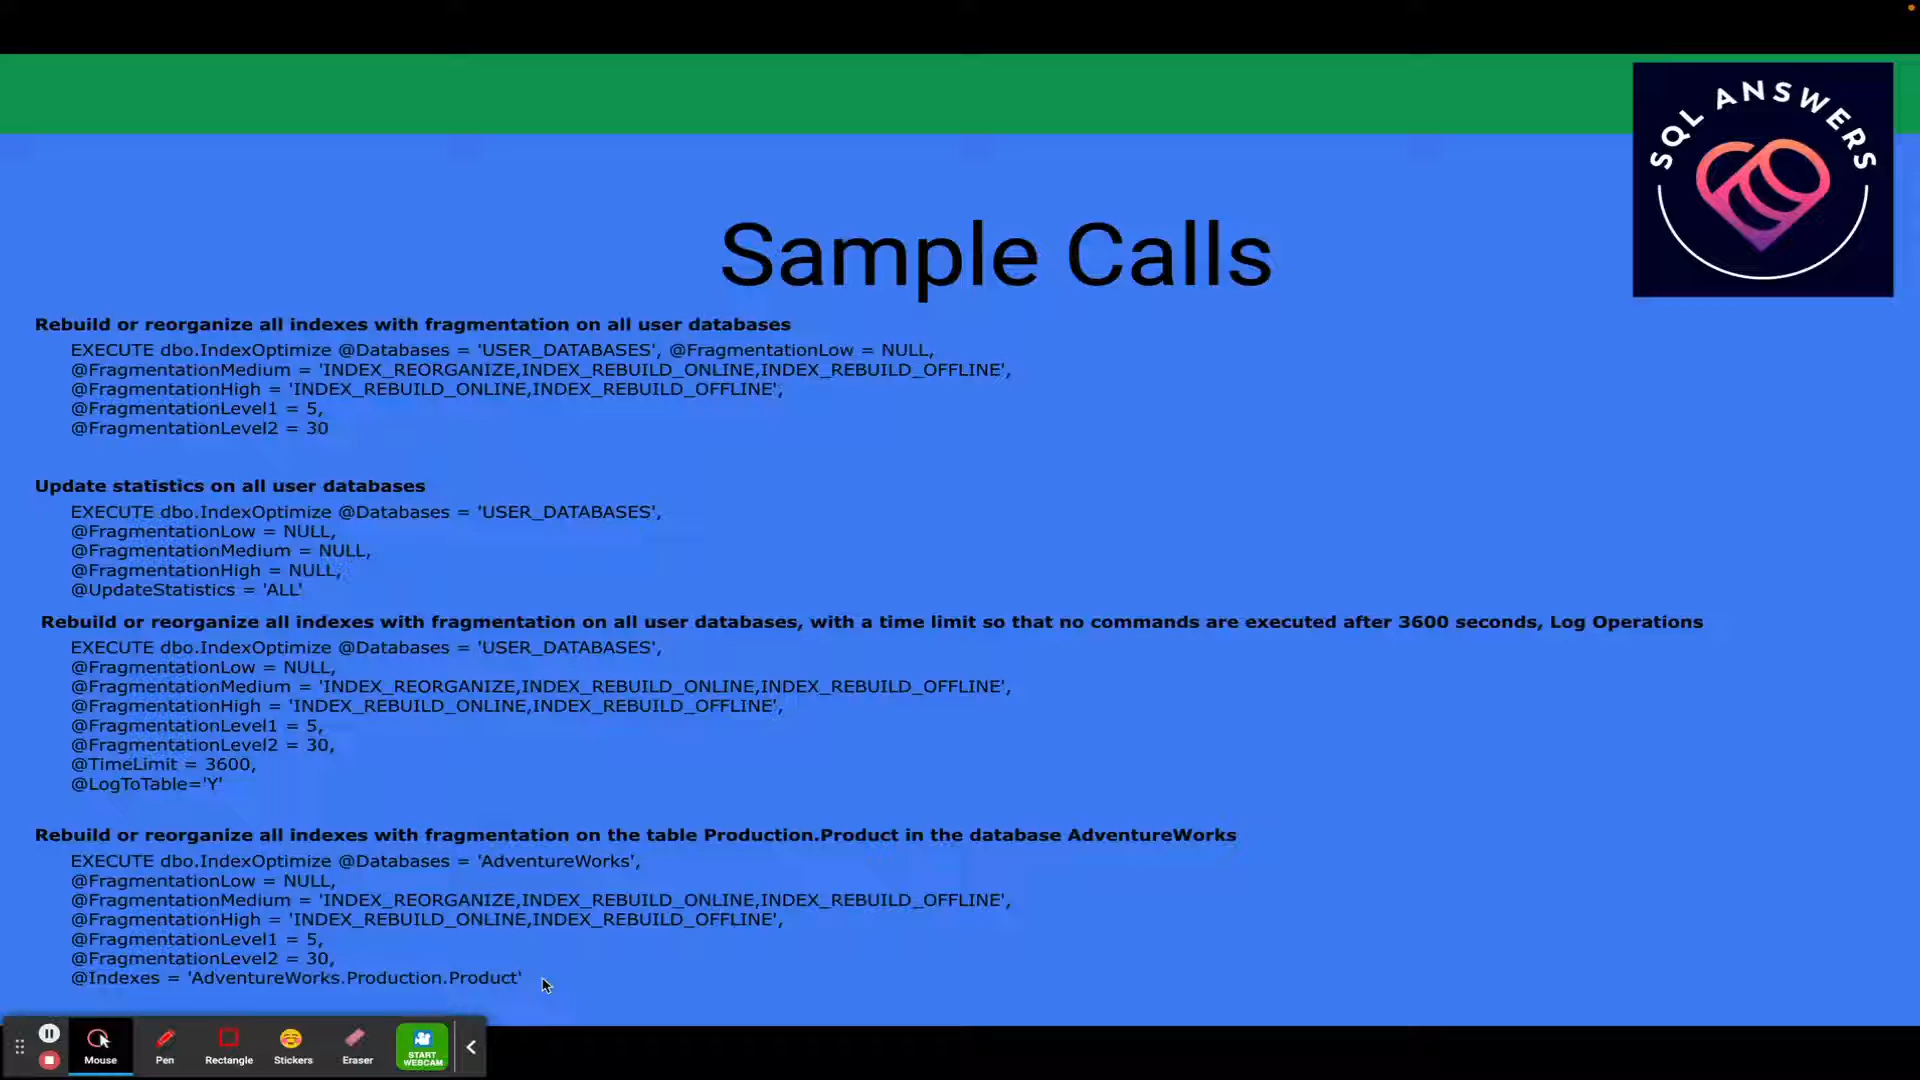 SQL ANSWERS
Sample Calls
Rebuild or reorganize all indexes with fragmentation on all user databases
EXECUTE dbo.IndexOptimize @Databases = 'USER_DATABASES', @FragmentationLow = NULL,
@FragmentationMedium = 'INDEX_REORGANIZE,INDEX_REBUILD_ONLINE,INDEX_REBUILD_OFFLINE',
@FragmentationHigh = 'INDEX_REBUILD_ONLINE,INDEX_REBUILD_OFFLINE',
@FragmentationLevel1 = 5,
@FragmentationLevel2 = 30
Update statistics on all user databases
EXECUTE dbo.IndexOptimize @Databases = 'USER_DATABASES',
@FragmentationLow = NULL,
@FragmentationMedium = NULL,
@FragmentationHigh = NULL,
@UpdateStatistics = 'ALL'
Rebuild or reorganize all indexes with fragmentation on all user databases, with a time limit so that no commands are executed after 3600 seconds, Log Operations
EXECUTE dbo.IndexOptimize @Databases = 'USER_DATABASES',
@FragmentationLow = NULL,
@FragmentationMedium = 'INDEX_REORGANIZE,INDEX_REBUILD_ONLINE,INDEX_REBUILD_OFFLINE',
@FragmentationHigh = 'INDEX_REBUILD_ONLINE,INDEX_REBUILD_OFFLINE',
@FragmentationLevel1 = 5,
@FragmentationLevel2 = 30,
@TimeLimit = 3600,
@LogToTable='Y'
Rebuild or reorganize all indexes with fragmentation on the table Production.Product in the database AdventureWorks
EXECUTE dbo.IndexOptimize @Databases = 'AdventureWorks',
@FragmentationLow = NULL,
@FragmentationMedium = 'INDEX_REORGANIZE,INDEX_REBUILD_ONLINE,INDEX_REBUILD_OFFLINE',
@FragmentationHigh = 'INDEX_REBUILD_ONLINE,INDEX_REBUILD_OFFLINE',
@FragmentationLevel1 = 5,
@FragmentationLevel2 = 30,
@Indexes = 'AdventureWorks.Production.Product'
Mouse Pen Rectangle Stickers Eraser START WEBCAM